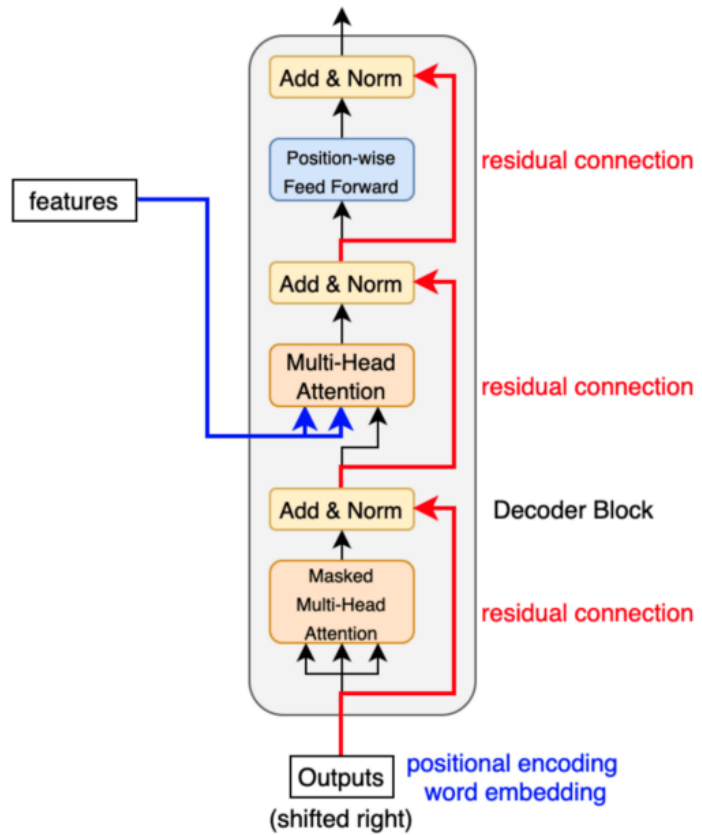 Add & Norm
Position-wise
Feed Forward
residual connection
features
Add & Norm
Multi-Head
Attention
residual connection
Add & Norm
Decoder Block
Masked
Multi-Head
Attention
residual connection
Outputs
(shifted right)
positional encoding
word embedding